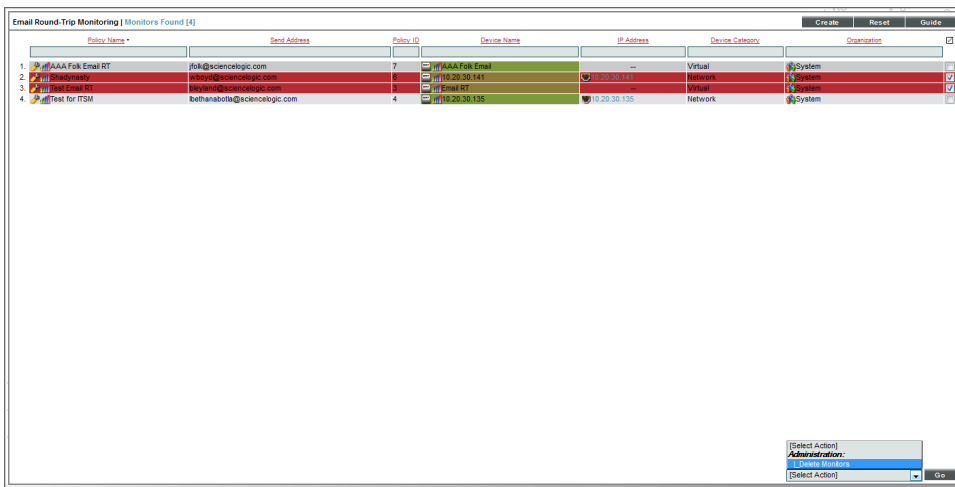 Email Round-Trip Monitoring | Monitors Found [4] Create Reset Guide
Policy Name • Send Address Policy ID Device Name IP Address Device Category Organization
1. AAA Folk Email RT jfolk@sciencelogic.com 7 AAA Folk Email -- Virtual System
2. Shadynasty wboyd@sciencelogic.com 6 10.20.30.141 10.20.30.141 Network System
3. Test Email RT bleyland@sciencelogic.com 3 Email RT -- Virtual System
4. Test for ITSM lbethanabotla@sciencelogic.com 4 10.20.30.135 10.20.30.135 Network System
[Select Action]
Administration:
|_Delete Monitors
[Select Action] Go